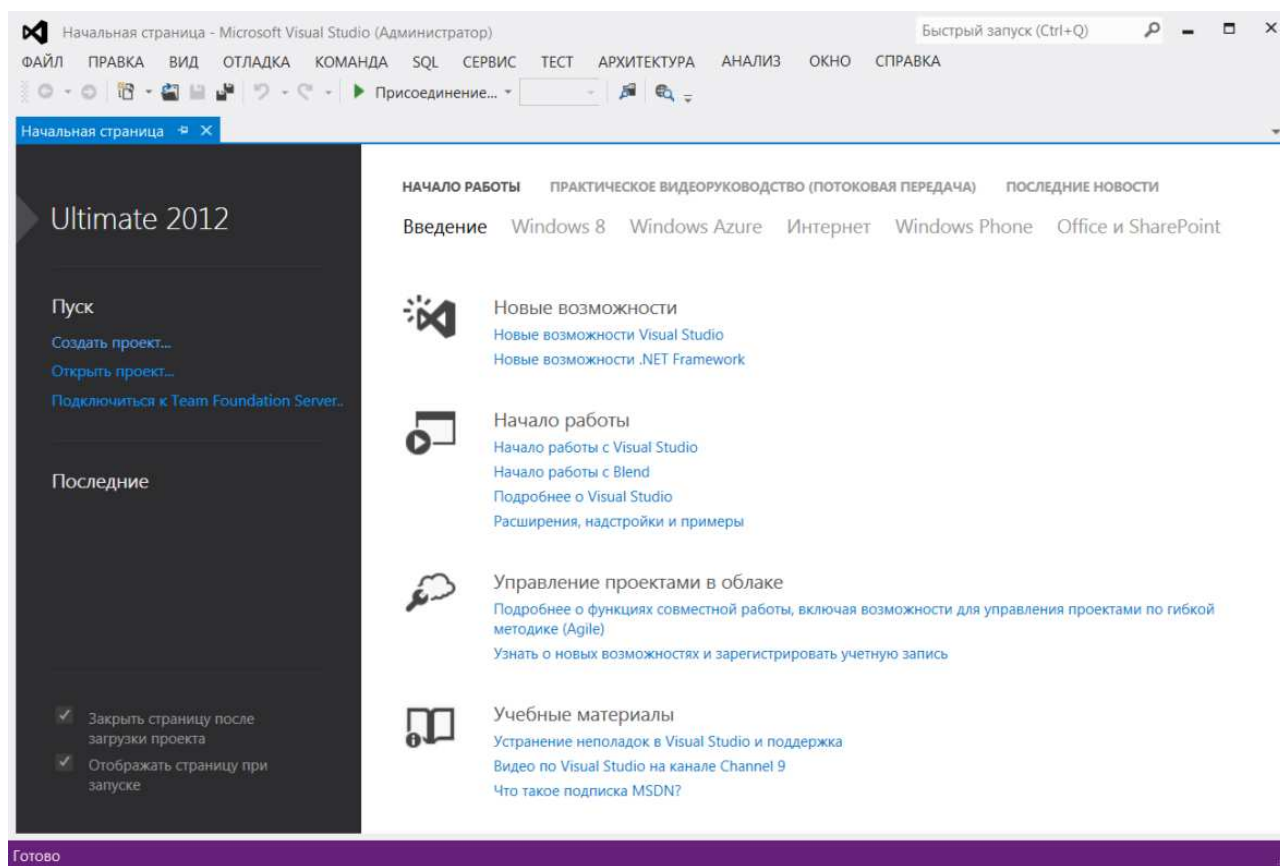 Начальная страница - Microsoft Visual Studio (Администратор)
Быстрый запуск (Ctrl+Q)
ФАЙЛ ПРАВКА ВИД ОТЛАДКА КОМАНДА SQL СЕРВИС ТЕСТ АРХИТЕКТУРА АНАЛИЗ ОКНО СПРАВКА
Присоединение...
Начальная страница
Ultimate 2012
Пуск
Создать проект...
Открыть проект...
Подключиться к Team Foundation Server..
Последние
Закрыть страницу после
загрузки проекта
Отображать страницу при
запуске
НАЧАЛО РАБОТЫ ПРАКТИЧЕСКОЕ ВИДЕОРУКОВОДСТВО (ПОТОКОВАЯ ПЕРЕДАЧА) ПОСЛЕДНИЕ НОВОСТИ
Введение Windows 8 Windows Azure Интернет Windows Phone Office и SharePoint
Новые возможности
Новые возможности Visual Studio
Новые возможности .NET Framework
Начало работы
Начало работы с Visual Studio
Начало работы с Blend
Подробнее о Visual Studio
Расширения, надстройки и примеры
Управление проектами в облаке
Подробнее о функциях совместной работы, включая возможности для управления проектами по гибкой
методике (Agile)
Узнать о новых возможностях и зарегистрировать учетную запись
Учебные материалы
Устранение неполадок в Visual Studio и поддержка
Видео по Visual Studio на канале Channel 9
Что такое подписка MSDN?
Готово